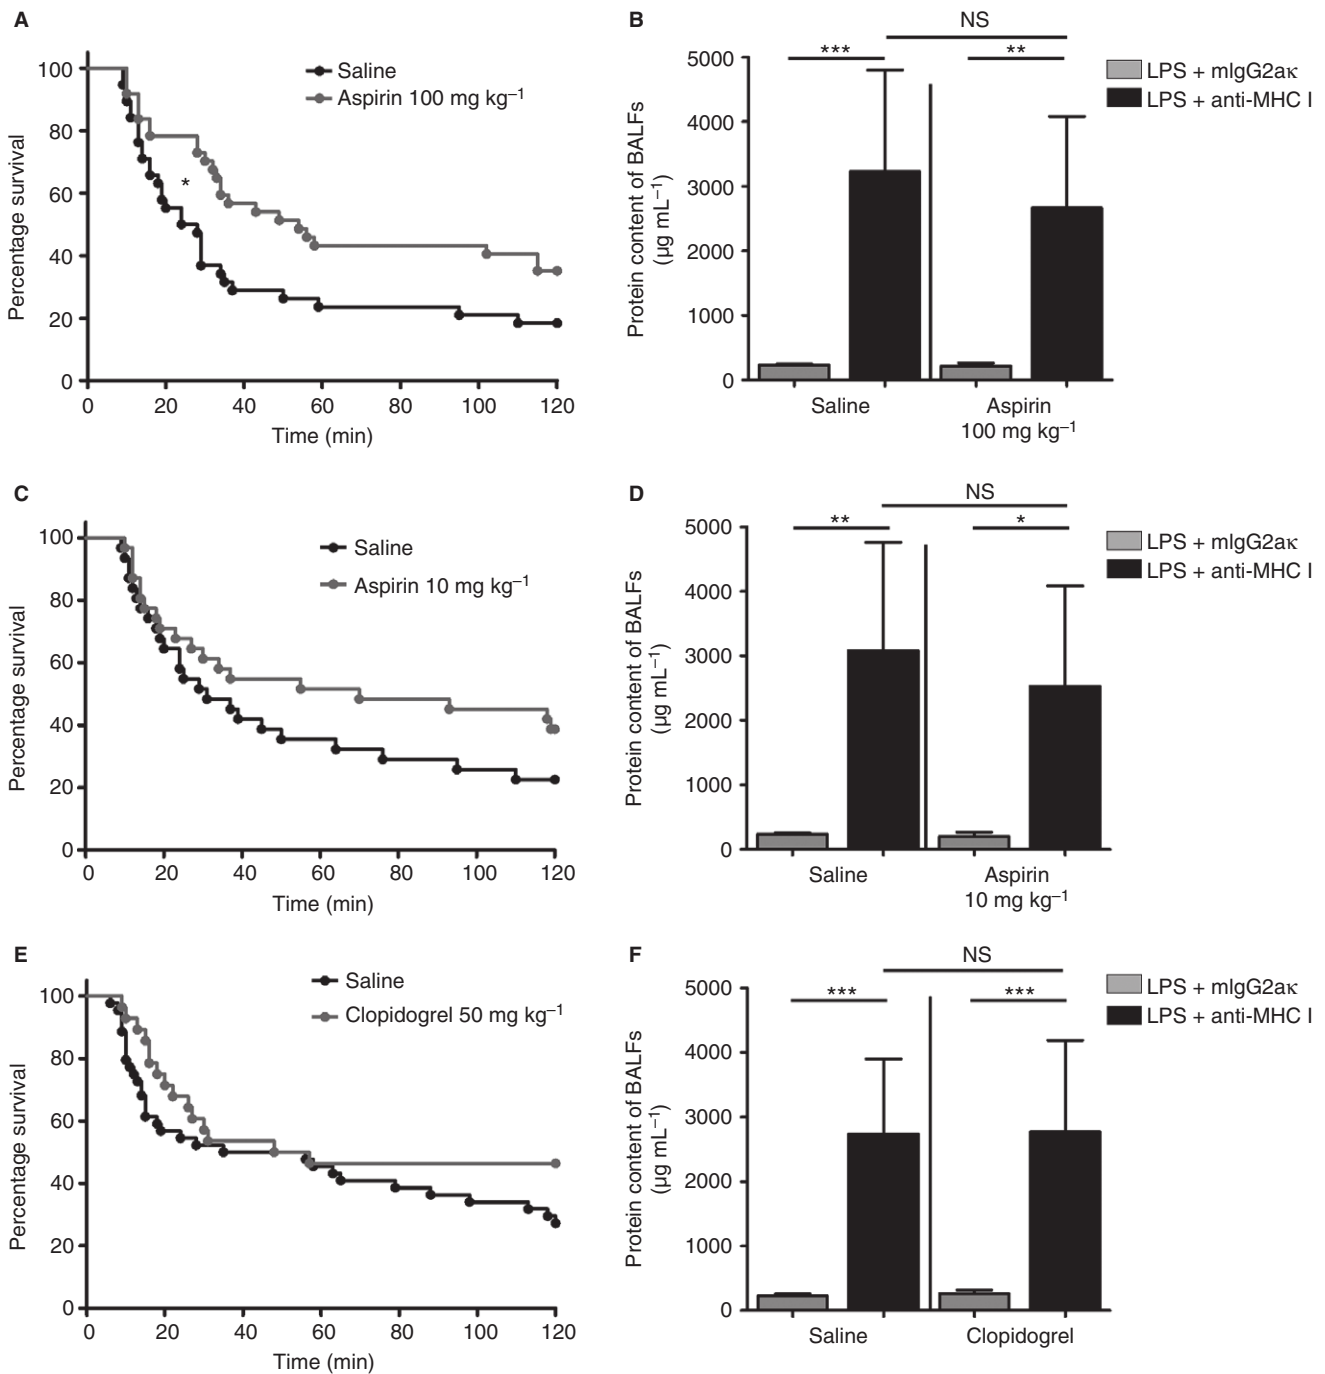 A
100
80
60
40
20
0
Percentage survival
*
Saline
Aspirin 100 mg kg⁻¹
0 20 40 60 80 100 120
Time (min)
B
NS
*** **
5000
4000
3000
2000
1000
0
Protein content of BALFs
(µg mL⁻¹)
LPS + mIgG2aκ
LPS + anti-MHC I
Saline Aspirin
100 mg kg⁻¹
C
100
80
60
40
20
0
Percentage survival
Saline
Aspirin 10 mg kg⁻¹
0 20 40 60 80 100 120
Time (min)
D
NS
** *
5000
4000
3000
2000
1000
0
Protein content of BALFs
(µg mL⁻¹)
LPS + mIgG2aκ
LPS + anti-MHC I
Saline Aspirin
10 mg kg⁻¹
E
100
80
60
40
20
0
Percentage survival
Saline
Clopidogrel 50 mg kg⁻¹
0 20 40 60 80 100 120
Time (min)
F
NS
*** ***
5000
4000
3000
2000
1000
0
Protein content of BALFs
(µg mL⁻¹)
LPS + mIgG2aκ
LPS + anti-MHC I
Saline Clopidogrel